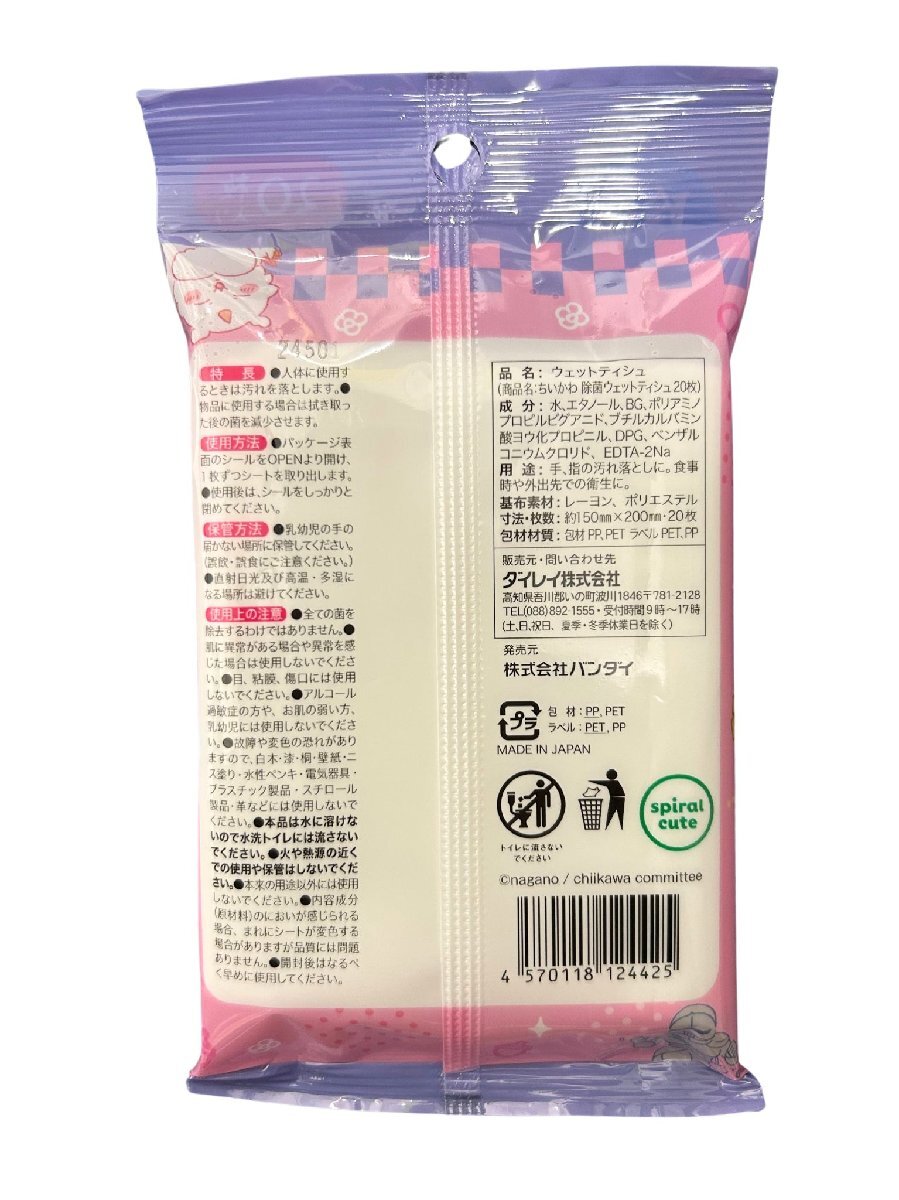 24501
特長 ●人体に使用す
るときは汚れを落とします。●
物品に使用する場合は拭き取っ
た後の菌を減少させます。
使用方法 ●パッケージ表
面のシールをOPENより開け、
1枚ずつシートを取り出します。
●使用後は、シールをしっかりと
閉めてください。
保管方法 ●乳幼児の手の
届かない場所に保管してください。
(誤飲・誤食にご注意ください。)
●直射日光及び高温・多湿に
なる場所は避けてください。
使用上の注意 ●全ての菌を
除去するわけではありません。●
肌に異常がある場合や異常を感
じた場合は使用しないでくださ
い。●目、粘膜、傷口には使用
しないでください。●アルコール
過敏症の方や、お肌の弱い方、
乳幼児には使用しないでくださ
い。●故障や変色の恐れがあり
ますので、白木・漆・桐・壁紙・ニ
ス塗り・水性ペンキ・電気器具・
プラスチック製品・スチロール
製品・革などには使用しないで
ください。●本品は水に溶けな
いので水洗トイレには流さない
でください。●火や熱源の近く
での使用や保管はしないでくだ
さい。●本来の用途以外には使用
しないでください。●内容成分
(原材料)のにおいが感じられる
場合、まれにシートが変色する
場合がありますが品質には問題
ありません。●開封後はなるべ
く早めに使用してください。
品名：ウェットティシュ
(商品名:ちいかわ 除菌ウェットティシュ20枚)
成分：水、エタノール、BG、ポリアミノ
プロピルビグアニド、ブチルカルバミン
酸ヨウ化プロピニル、DPG、ベンザル
コニウムクロリド、EDTA-2Na
用途：手、指の汚れ落としに。食事
時や外出先での衛生に。
基布素材：レーヨン、ポリエステル
寸法・枚数：約150mm×200mm・20枚
包材材質：包材 PP、PET ラベル PET、PP
販売元・問い合わせ先
ダイレイ株式会社
高知県吾川郡いの町波川1846〒781-2128
TEL(088)892-1555・受付時間9時〜17時
(土、日、祝日、夏季・冬季休業日を除く)
発売元
株式会社バンダイ
プラ
包材：PP、PET
ラベル：PET、PP
MADE IN JAPAN
トイレに流さない
でください
spiral
cute
©nagano / chiikawa committee
4 570118 124425